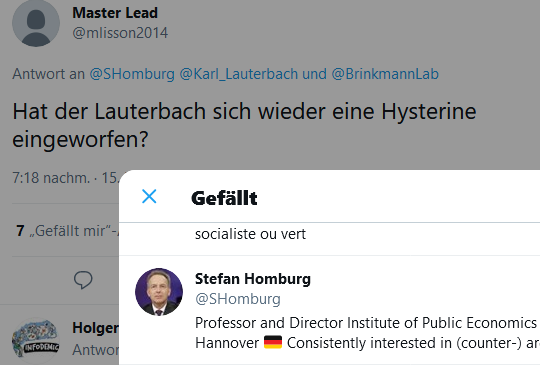 Master Lead
@mlisson2014
Antwort an @SHomburg @Karl_Lauterbach und @BrinkmannLab
Hat der Lauterbach sich wieder eine Hysterine
eingeworfen?
7:18 nachm. · 15.
7 „Gefällt mir“-
Gefällt
socialiste ou vert
Stefan Homburg
@SHomburg
Professor and Director Institute of Public Economics
Hannover 🇩🇪 Consistently interested in (counter-) ar
Holger
INFODEMIC
Antwor